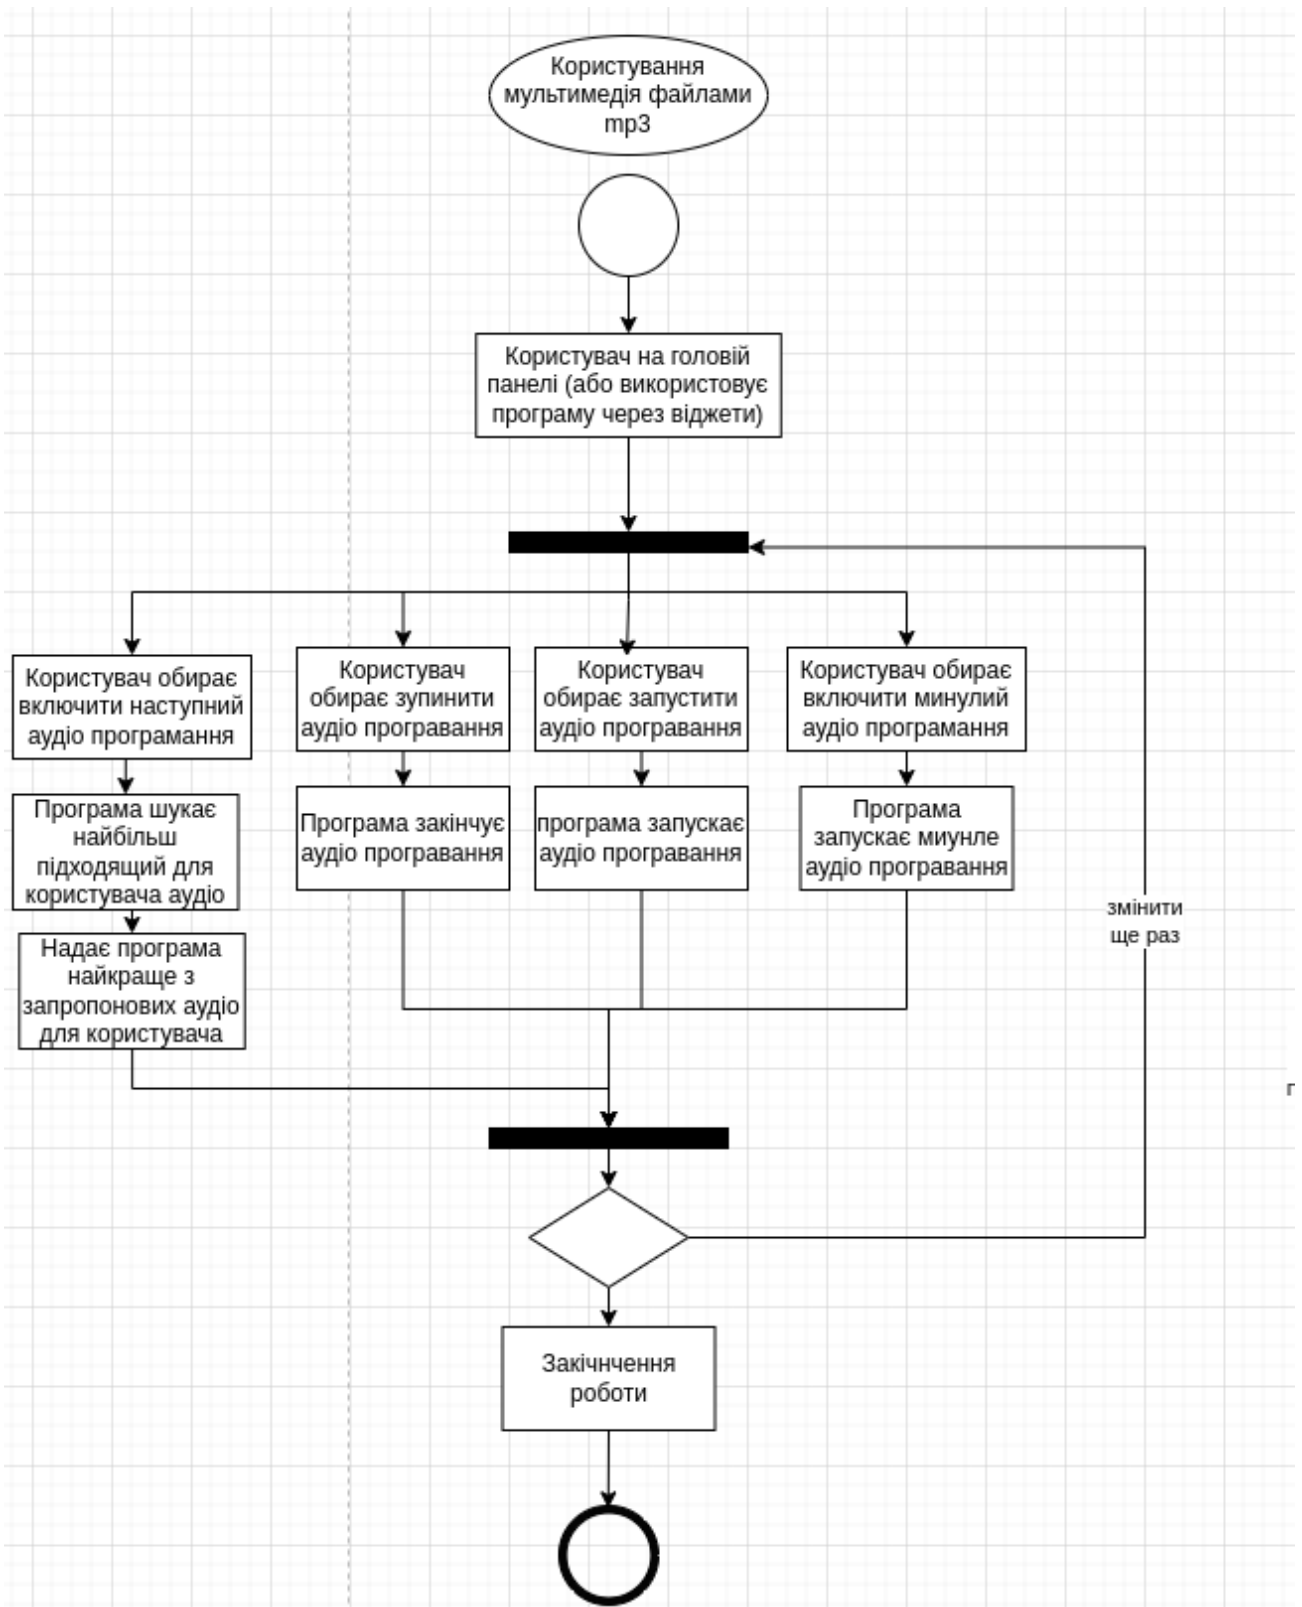 Користування
мультимедія файлами
mp3
Користувач на головій
панелі (або використовує
програму через віджети)
Користувач обирає
включити наступний
аудіо програмання
Користувач
обирає зупинити
аудіо програвання
Користувач
обирає запустити
аудіо програвання
Користувач обирає
включити минулий
аудіо програмання
Програма шукає
найбільш
підходящий для
користувача аудіо
Програма закінчує
аудіо програвання
програма запускає
аудіо програвання
Програма
запускає миунле
аудіо програвання
Надає програма
найкраще з
запропонових аудіо
для користувача
змінити
ще раз
Закічнчення
роботи